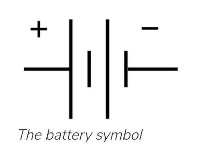 + −
The battery symbol